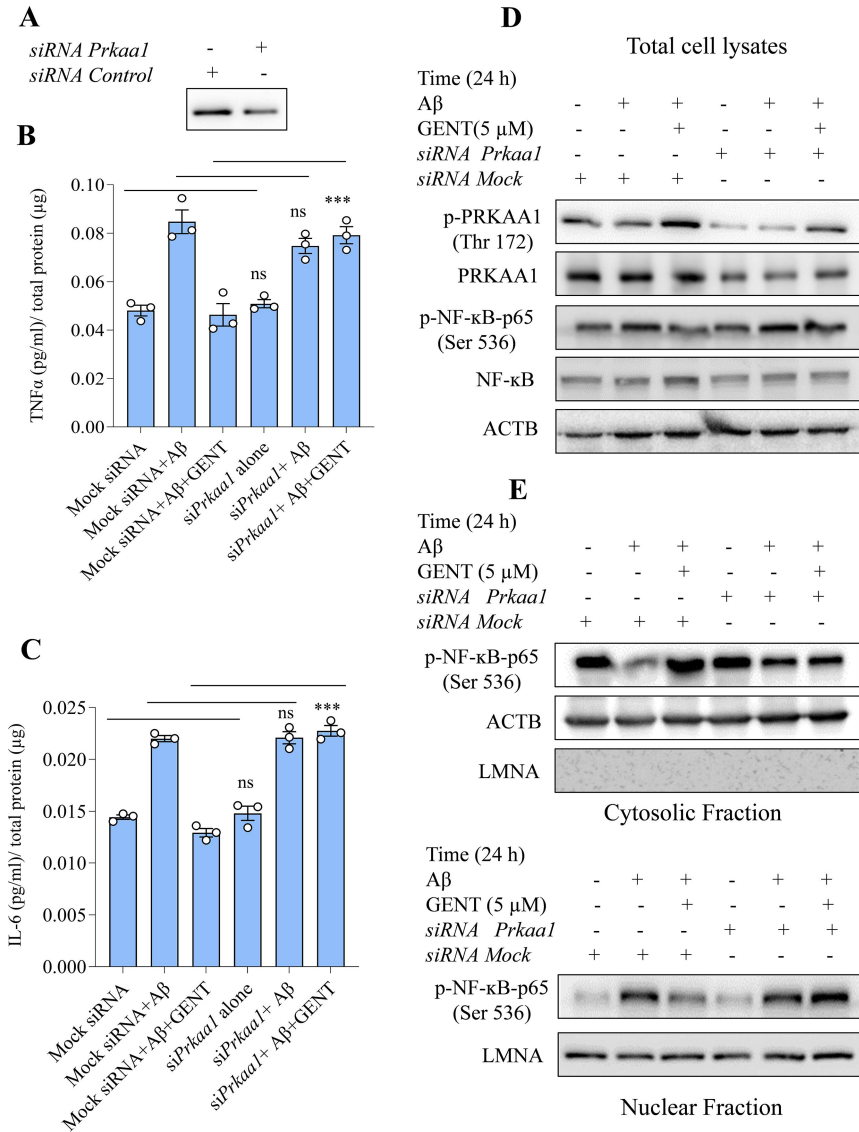 A
siRNA Prkaa1 - +
siRNA Control + -
B
TNFα (pg/ml)/ total protein (µg)
0.10
0.08
0.06
0.04
0.02
0.00
ns
ns
***
Mock siRNA
Mock siRNA+Aβ
Mock siRNA+Aβ+GENT
siPrkaa1 alone
siPrkaa1+ Aβ
siPrkaa1+ Aβ+GENT
C
IL-6 (pg/ml)/ total protein (µg)
0.025
0.020
0.015
0.010
0.005
0.000
ns
ns
***
Mock siRNA
Mock siRNA+Aβ
Mock siRNA+Aβ+GENT
siPrkaa1 alone
siPrkaa1+ Aβ
siPrkaa1+ Aβ+GENT
D
Total cell lysates
Time (24 h)
Aβ - + + - + +
GENT(5 µM) - - + - - +
siRNA Prkaa1 - - - + + +
siRNA Mock + + + - - -
p-PRKAA1
(Thr 172)
PRKAA1
p-NF-κB-p65
(Ser 536)
NF-κB
ACTB
E
Time (24 h)
Aβ - + + - + +
GENT (5 µM) - - + - - +
siRNA Prkaa1 - - - + + +
siRNA Mock + + + - - -
p-NF-κB-p65
(Ser 536)
ACTB
LMNA
Cytosolic Fraction
Time (24 h)
Aβ - + + - + +
GENT (5 µM) - - + - - +
siRNA Prkaa1 - - - + + +
siRNA Mock + + + - - -
p-NF-κB-p65
(Ser 536)
LMNA
Nuclear Fraction